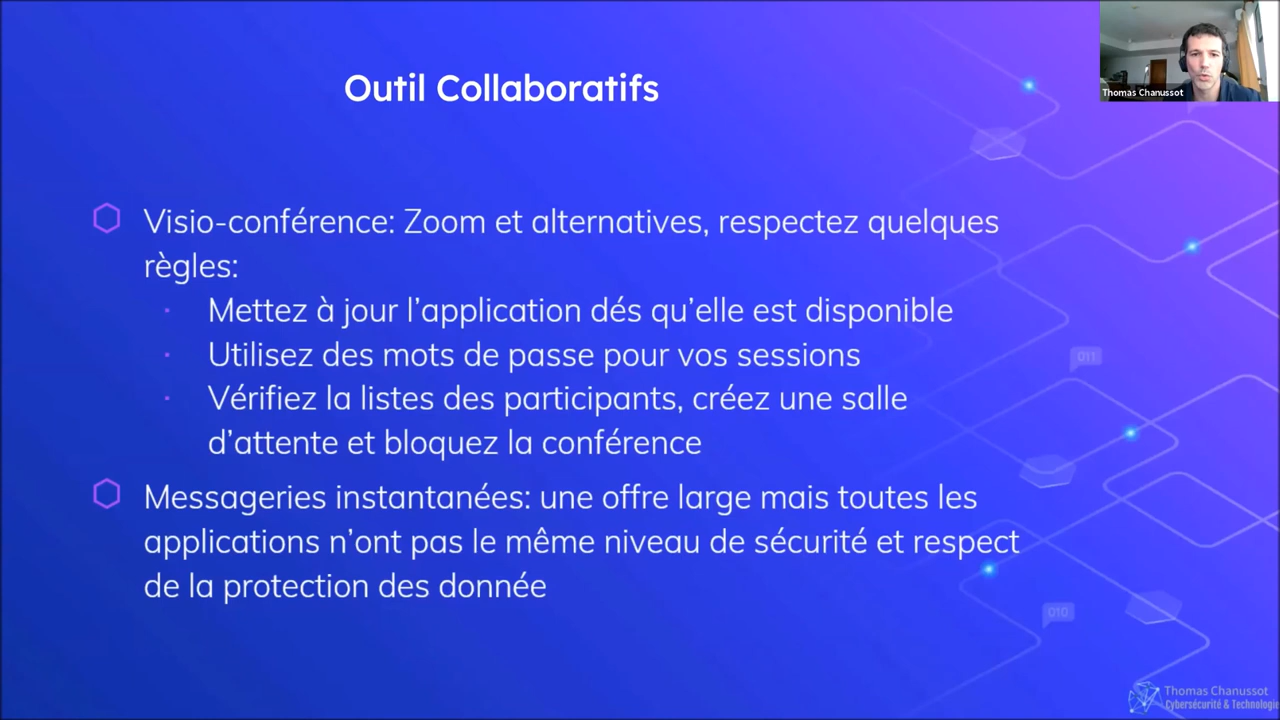 Outil Collaboratifs
Thomas Chanussot
Visio-conférence: Zoom et alternatives, respectez quelques
règles:
Mettez à jour l’application dés qu’elle est disponible
Utilisez des mots de passe pour vos sessions
Vérifiez la listes des participants, créez une salle
d’attente et bloquez la conférence
011
Messageries instantanées: une offre large mais toutes les
applications n’ont pas le même niveau de sécurité et respect
de la protection des donnée
010
Thomas Chanussot
Cybersécurité & Technologie